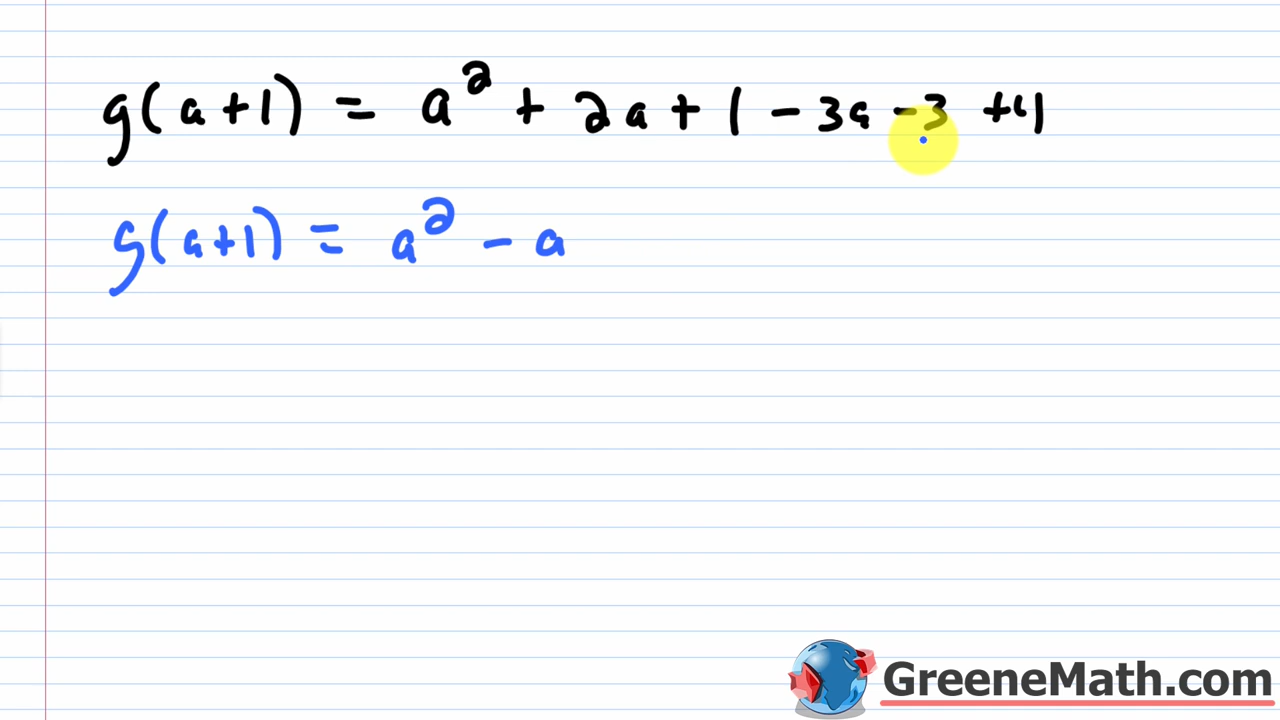 g(a+1) = a² + 2a + 1 - 3a - 3 + 4
g(a+1) = a² - a
GreeneMath.com